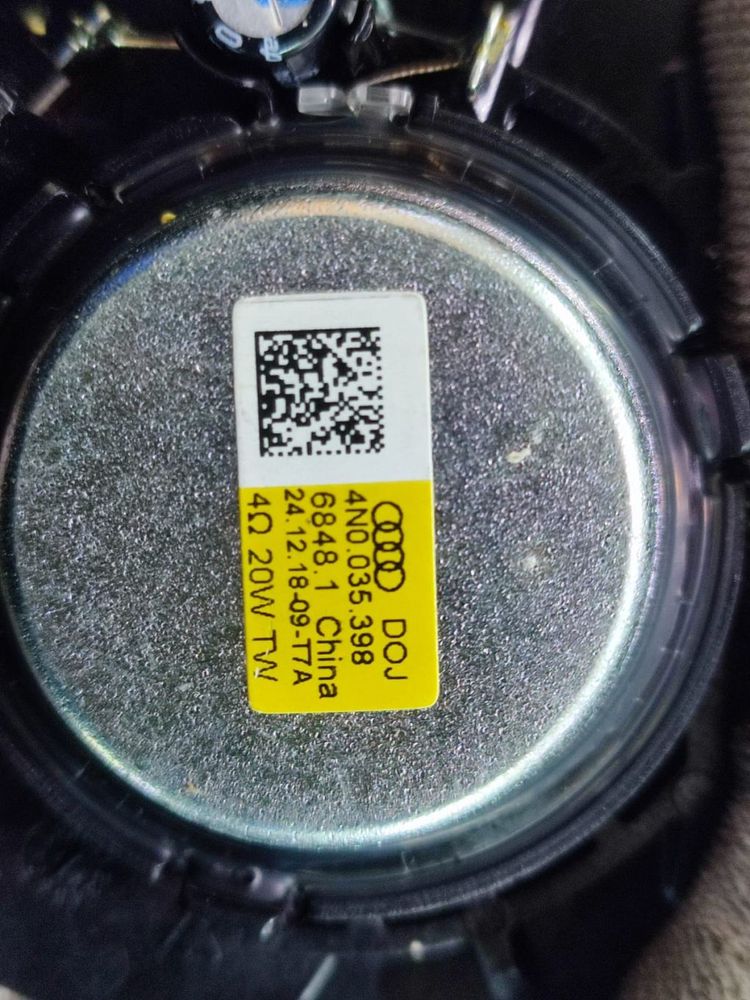 DOJ
4N0.035.398
6848.1 China
24.12.18-09-T7A
4Ω 20W TW